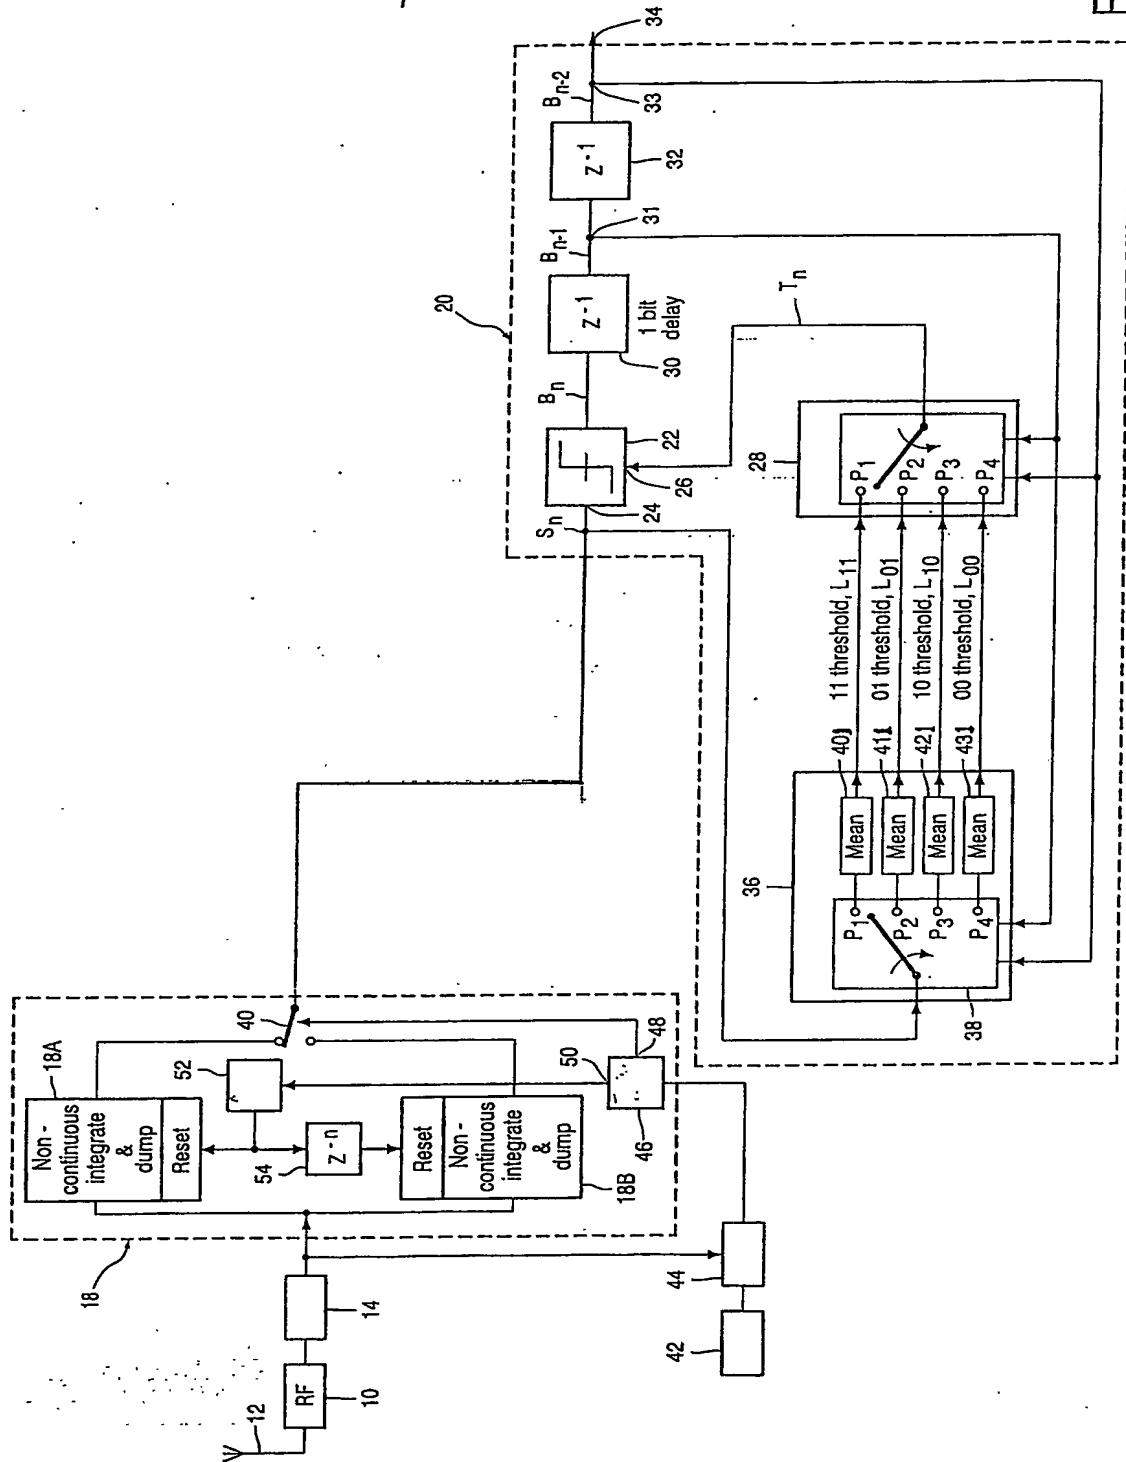 12
RF
10
14
18
42
44
Non -
continuous
integrate
& dump
Reset
18A
52
40
54
Z -n
Reset
Non -
continuous
integrate
& dump
18B
46
50
48
20
Sn
24
26
22
Bn
30
Z -1
1 bit
delay
Bn-1
31
Z -1
32
Bn-2
33
34
Tn
36
38
P1
P2
P3
P4
Mean
Mean
Mean
Mean
40
41
42
43
11 threshold, L11
01 threshold, L01
10 threshold, L10
00 threshold, L00
28
P1
P2
P3
P4